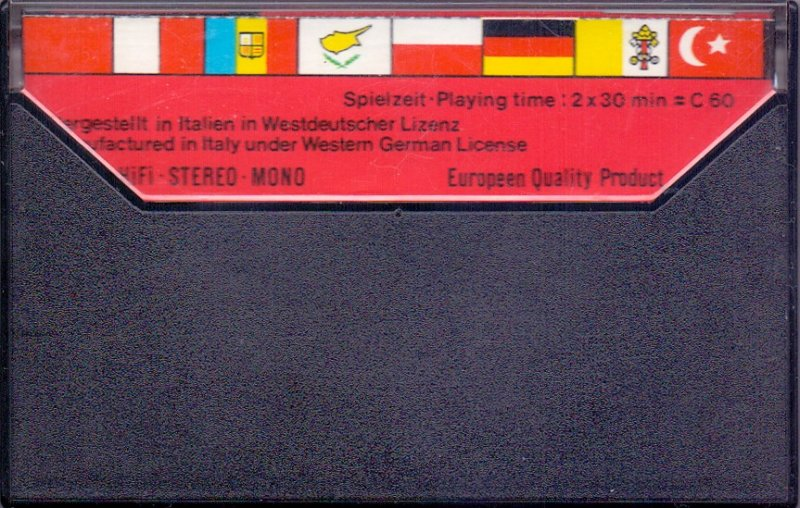 Spielzeit · Playing time : 2 x 30 min = C 60
ergestellt in Italien in Westdeutscher Lizenz
ufactured in Italy under Western German License
HiFi - STEREO - MONO
Europeen Quality Product